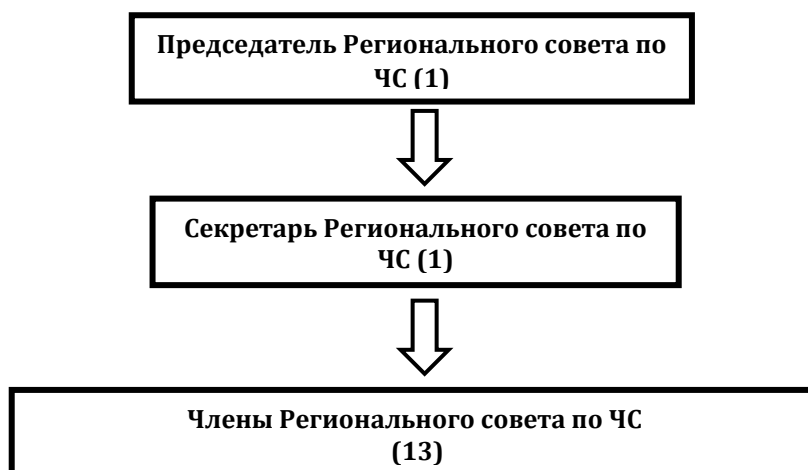 Председатель Регионального совета по
ЧС (1)
Секретарь Регионального совета по
ЧС (1)
Члены Регионального совета по ЧС
(13)